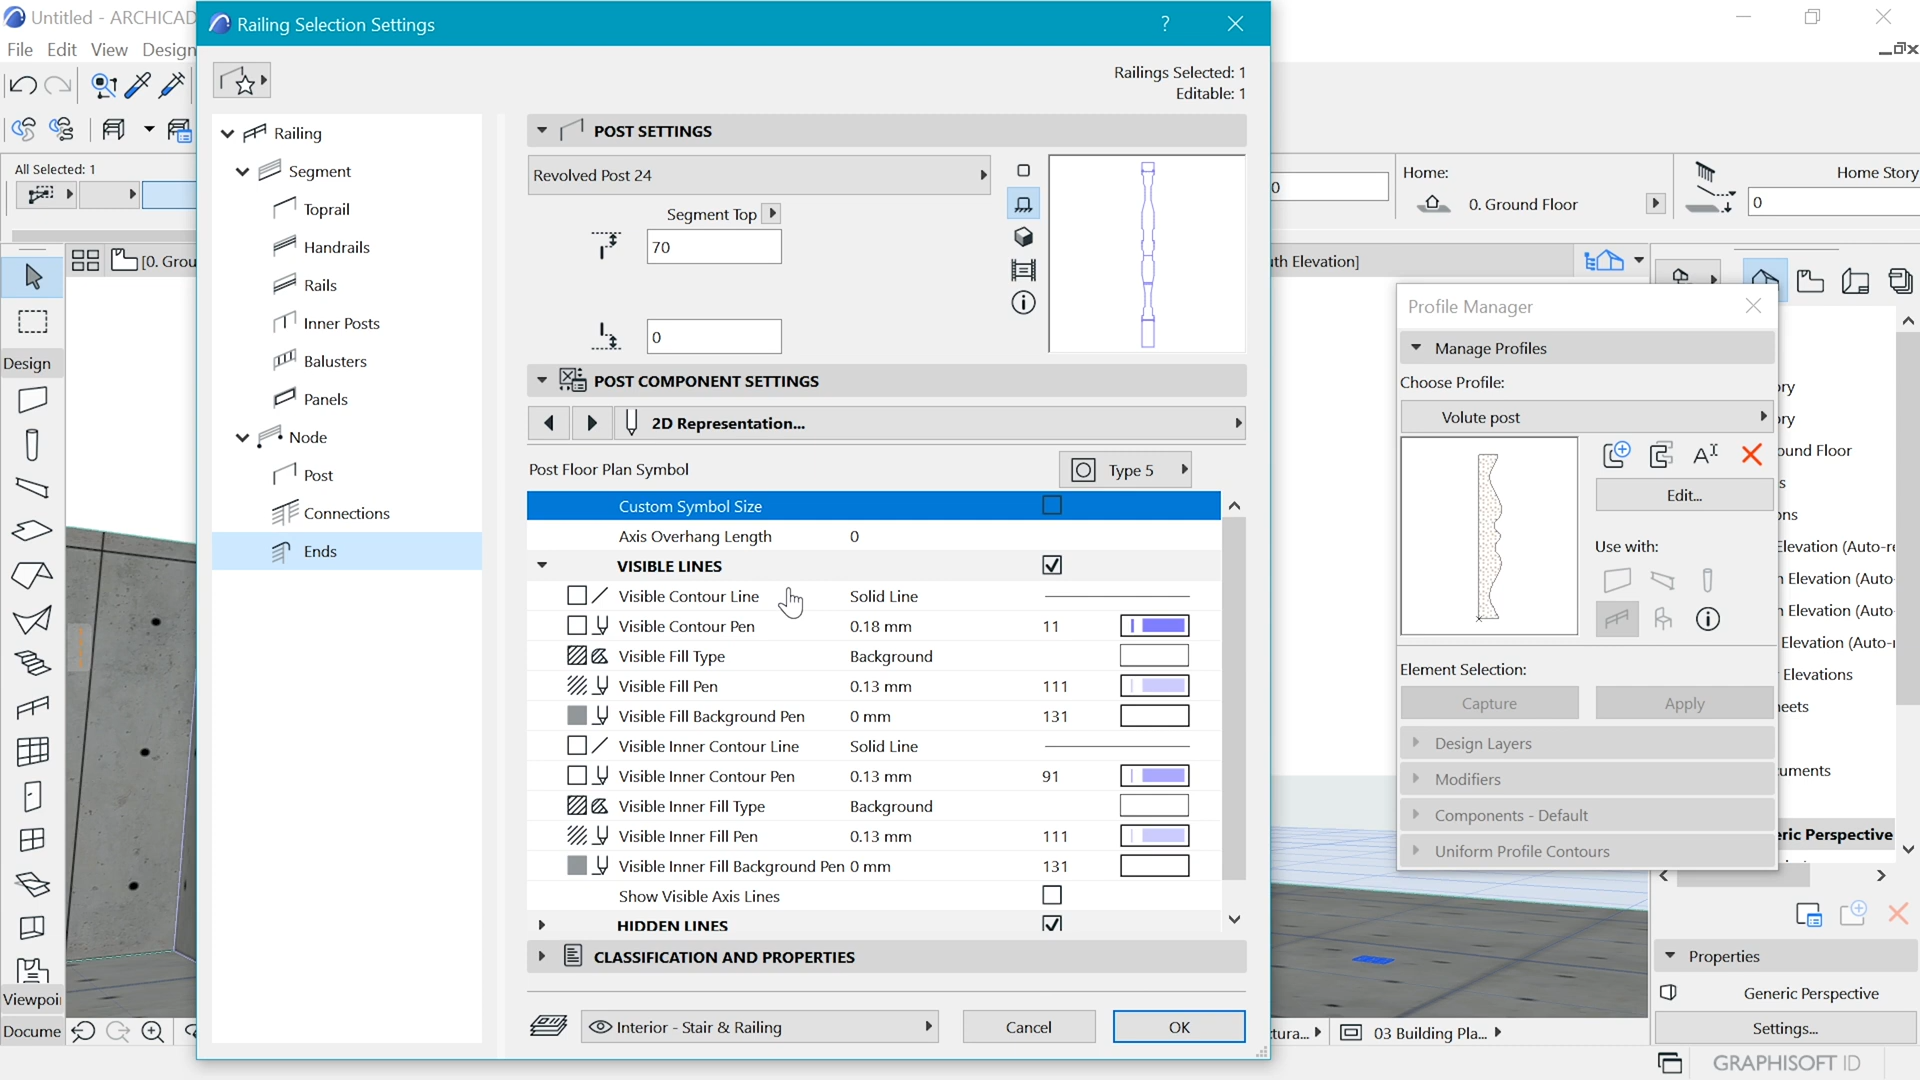 Untitled - ARCHICAD
File Edit View Design
All Selected: 1
[0. Grou
Design
Viewpoi
Docume
Railing Selection Settings
?
Railings Selected: 1
Editable: 1
Railing
Segment
Toprail
Handrails
Rails
Inner Posts
Balusters
Panels
Node
Post
Connections
Ends
POST SETTINGS
Revolved Post 24
Segment Top
70
0
POST COMPONENT SETTINGS
2D Representation...
Post Floor Plan Symbol
Type 5
Custom Symbol Size
Axis Overhang Length 0
VISIBLE LINES
Visible Contour Line Solid Line
Visible Contour Pen 0.18 mm 11
Visible Fill Type Background
Visible Fill Pen 0.13 mm 111
Visible Fill Background Pen 0 mm 131
Visible Inner Contour Line Solid Line
Visible Inner Contour Pen 0.13 mm 91
Visible Inner Fill Type Background
Visible Inner Fill Pen 0.13 mm 111
Visible Inner Fill Background Pen 0 mm 131
Show Visible Axis Lines
HIDDEN LINES
CLASSIFICATION AND PROPERTIES
Interior - Stair & Railing
Cancel
OK
0
Home:
0. Ground Floor
Home Story
0
th Elevation]
Profile Manager
Manage Profiles
Choose Profile:
Volute post
Edit...
Use with:
Element Selection:
Capture
Apply
Design Layers
Modifiers
Components - Default
Uniform Profile Contours
ry
ry
und Floor
s
ns
Elevation (Auto-re
n Elevation (Auto
n Elevation (Auto
Elevation (Auto-r
Elevations
eets
uments
eric Perspective
Properties
Generic Perspective
Settings...
tura...
03 Building Pla...
GRAPHISOFT ID